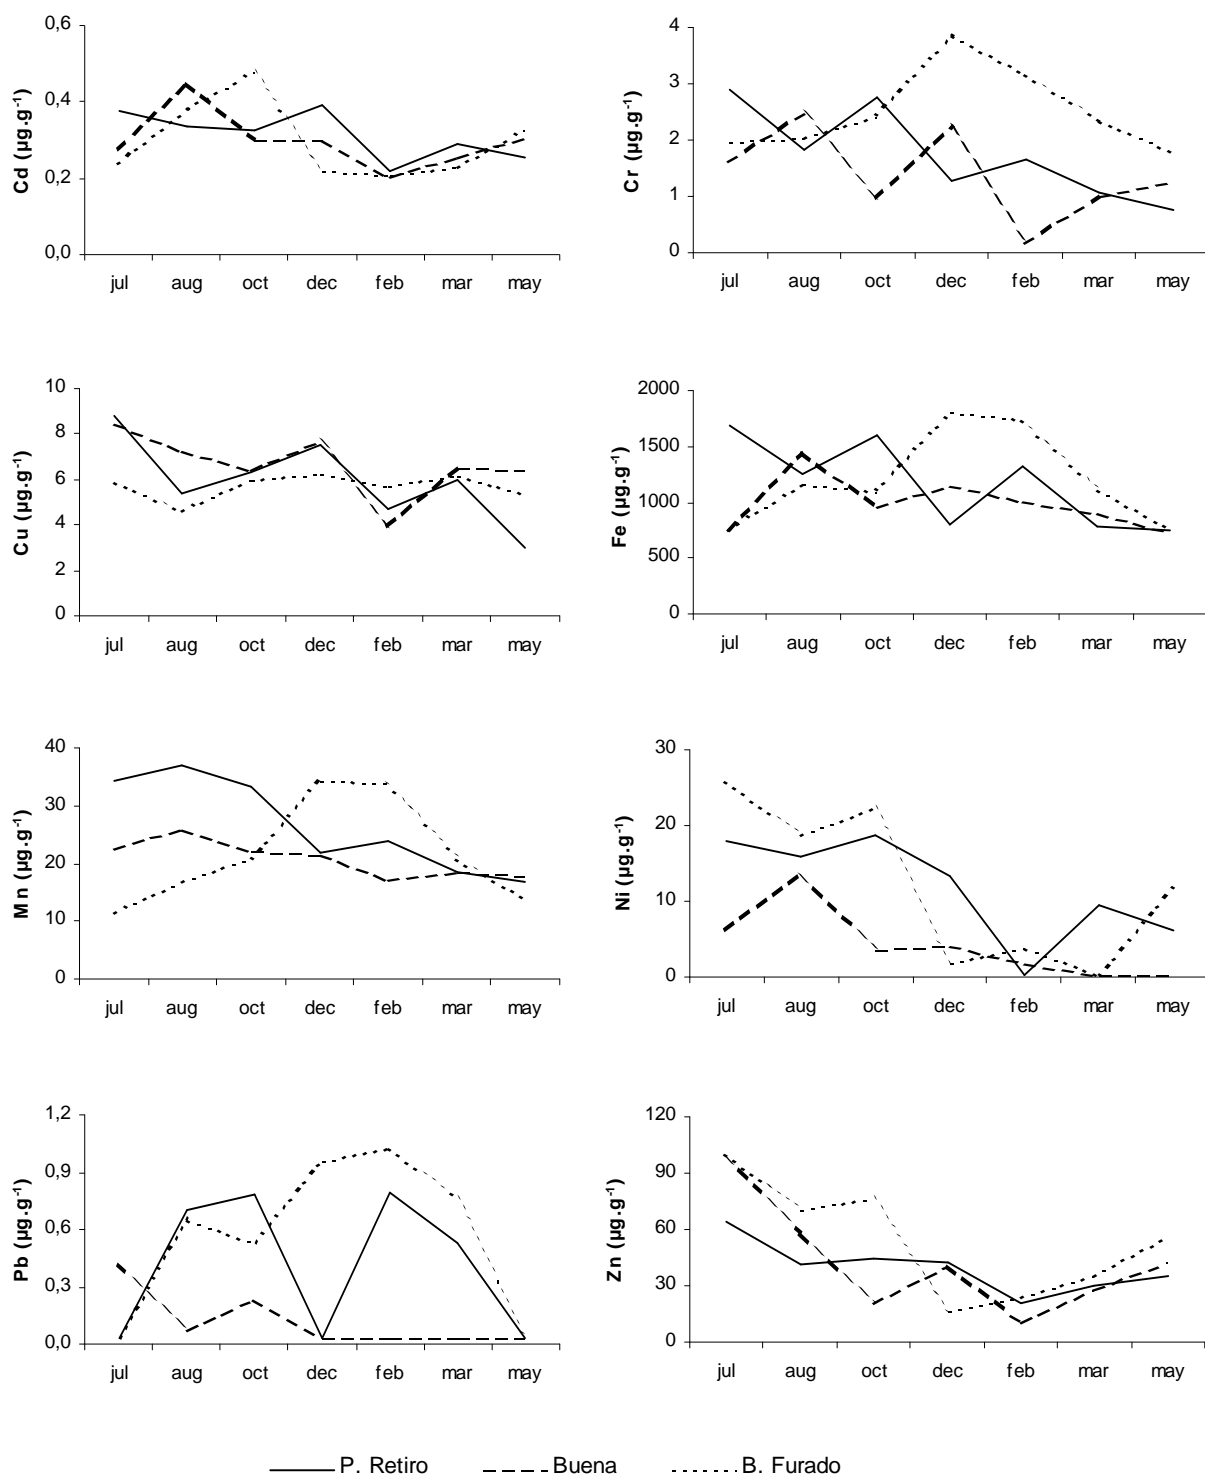 0,6
0,4
0,2
0,0
Cd (µg.g-1)
jul aug oct dec feb mar may
4
3
2
1
0
Cr (µg.g-1)
jul aug oct dec feb mar may
10
8
6
4
2
0
Cu (µg.g-1)
jul aug oct dec feb mar may
2000
1500
1000
500
0
Fe (µg.g-1)
jul aug oct dec feb mar may
40
30
20
10
0
Mn (µg.g-1)
jul aug oct dec feb mar may
30
20
10
0
Ni (µg.g-1)
jul aug oct dec feb mar may
1,2
0,9
0,6
0,3
0,0
Pb (µg.g-1)
jul aug oct dec feb mar may
120
90
60
30
0
Zn (µg.g-1)
jul aug oct dec feb mar may
P. Retiro Buena B. Furado